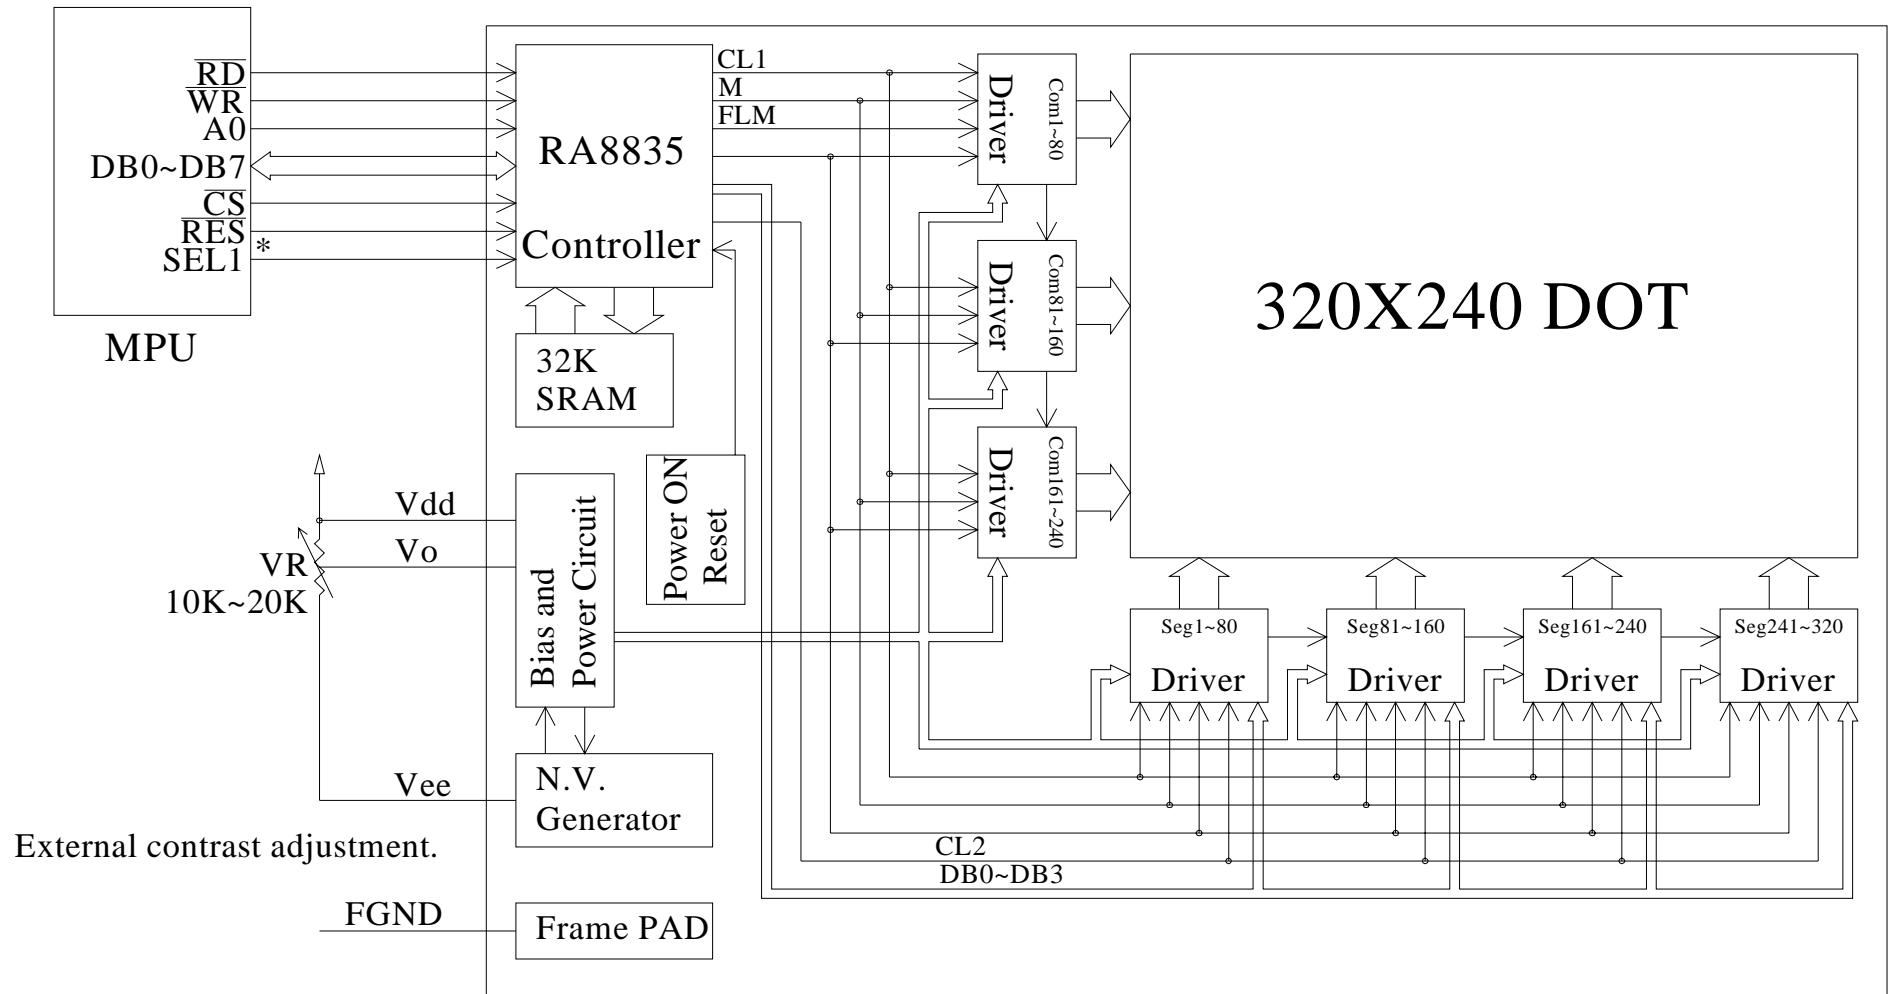 RD
WR
A0
DB0~DB7
CS
RES
*
SEL1
MPU
RA8835
Controller
32K
SRAM
CL1
M
FLM
Driver
Com1~80
Driver
Com81~160
Driver
Com161~240
320X240 DOT
Vdd
Vo
VR
10K~20K
Vee
External contrast adjustment.
Bias and
Power Circuit
Power ON
Reset
N.V.
Generator
FGND
Frame PAD
Seg1~80
Driver
Seg81~160
Driver
Seg161~240
Driver
Seg241~320
Driver
CL2
DB0~DB3